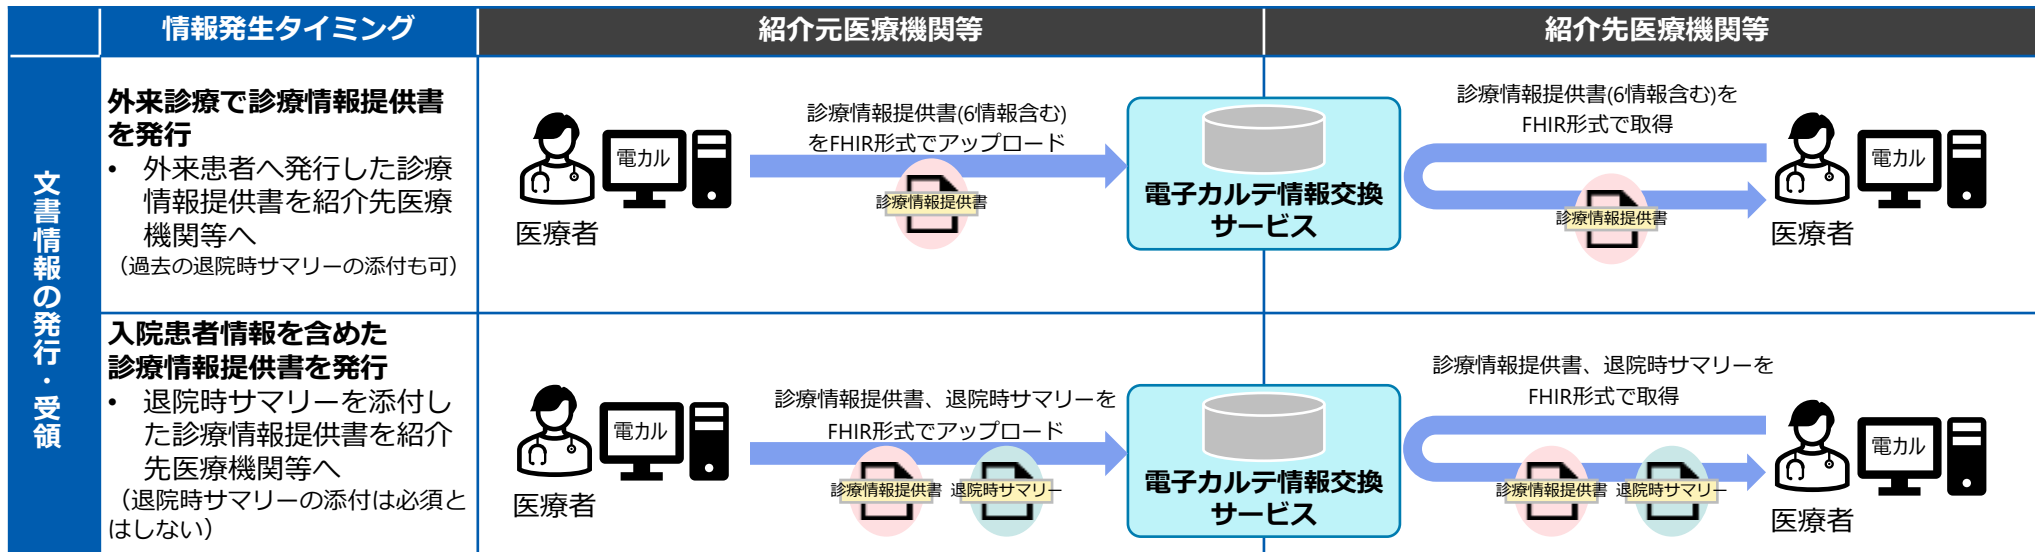 情報発生タイミング
紹介元医療機関等
紹介先医療機関等
文書情報の発行・受領
外来診療で診療情報提供書
を発行
• 外来患者へ発行した診療
情報提供書を紹介先医療
機関等へ
（過去の退院時サマリーの添付も可）
電カル
医療者
診療情報提供書(6情報含む)
をFHIR形式でアップロード
診療情報提供書
電子カルテ情報交換
サービス
診療情報提供書(6情報含む)を
FHIR形式で取得
診療情報提供書
電カル
医療者
入院患者情報を含めた
診療情報提供書を発行
• 退院時サマリーを添付し
た診療情報提供書を紹介
先医療機関等へ
（退院時サマリーの添付は必須と
はしない）
電カル
医療者
診療情報提供書、退院時サマリーを
FHIR形式でアップロード
診療情報提供書
退院時サマリー
電子カルテ情報交換
サービス
診療情報提供書、退院時サマリーを
FHIR形式で取得
診療情報提供書
退院時サマリー
電カル
医療者